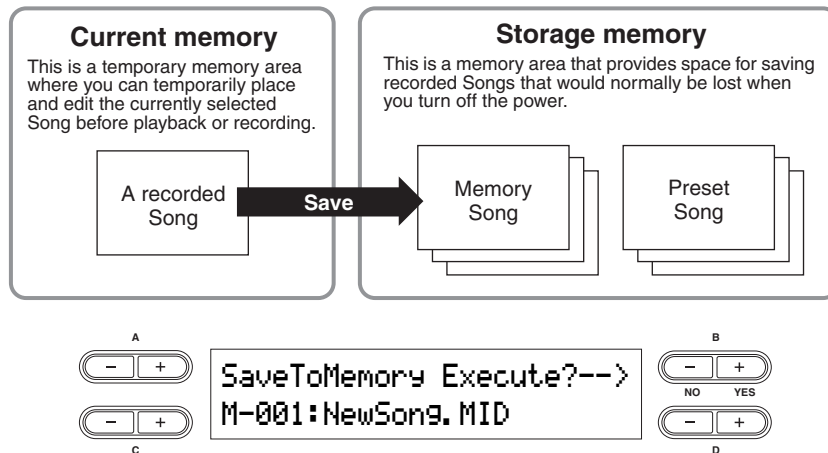 Current memory
This is a temporary memory area
where you can temporarily place
and edit the currently selected
Song before playback or recording.
A recorded
Song
Save
Storage memory
This is a memory area that provides space for saving
recorded Songs that would normally be lost when
you turn off the power.
Memory
Song
Preset
Song
A
- +
C
- +
SaveToMemory Execute?-->
M-001:NewSong.MID
B
- +
NO YES
- +
D